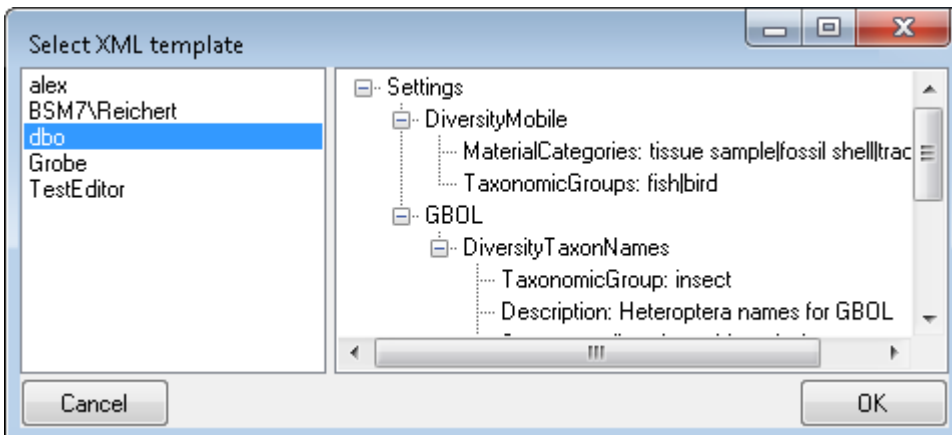 Select XML template
alex
BSM7\Reichert
dbo
Grobe
TestEditor
Settings
DiversityMobile
MaterialCategories: tissue sample|fossil shell|trac
TaxonomicGroups: fish|bird
GBOL
DiversityTaxonNames
TaxonomicGroup: insect
Description: Heteroptera names for GBOL
Cancel
OK